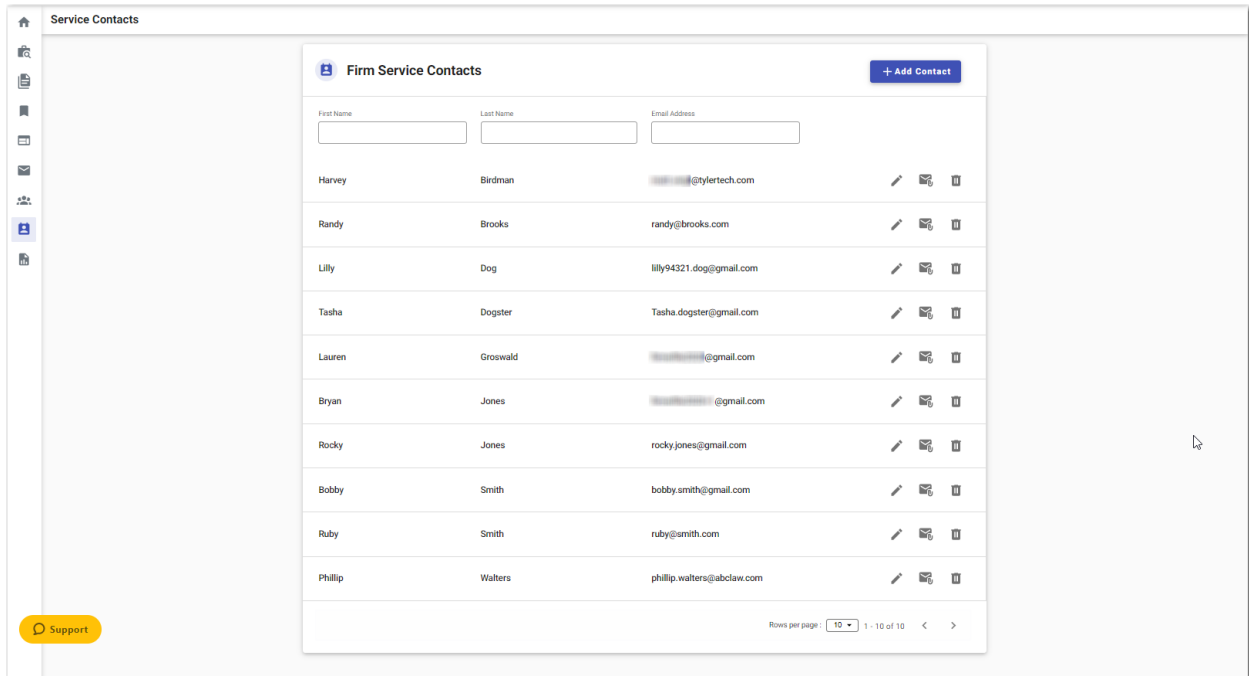 Service Contacts
Firm Service Contacts
+ Add Contact
First Name Last Name Email Address
Harvey Birdman @tylertech.com
Randy Brooks randy@brooks.com
Lilly Dog lilly94321.dog@gmail.com
Tasha Dogster Tasha.dogster@gmail.com
Lauren Groswald @gmail.com
Bryan Jones @gmail.com
Rocky Jones rocky.jones@gmail.com
Bobby Smith bobby.smith@gmail.com
Ruby Smith ruby@smith.com
Phillip Walters phillip.walters@abclaw.com
Rows per page : 10 1 - 10 of 10
Support